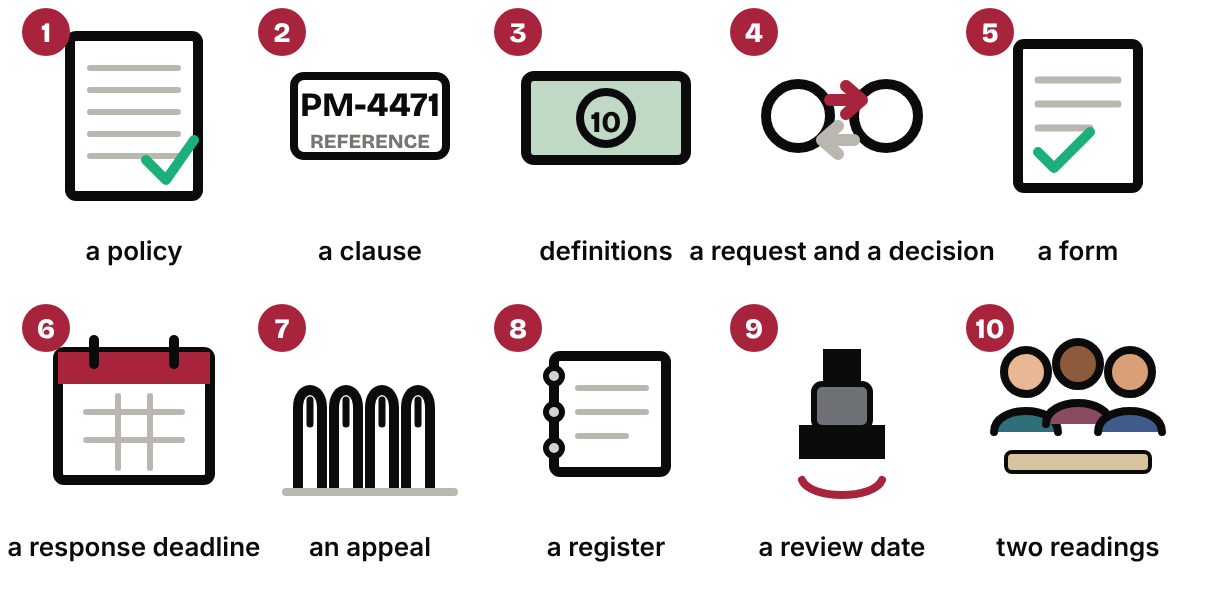 1
2
3
4
5
PM-4471
REFERENCE
10
a policy
a clause
definitions
a request and a decision
a form
6
7
8
9
10
a response deadline
an appeal
a register
a review date
two readings